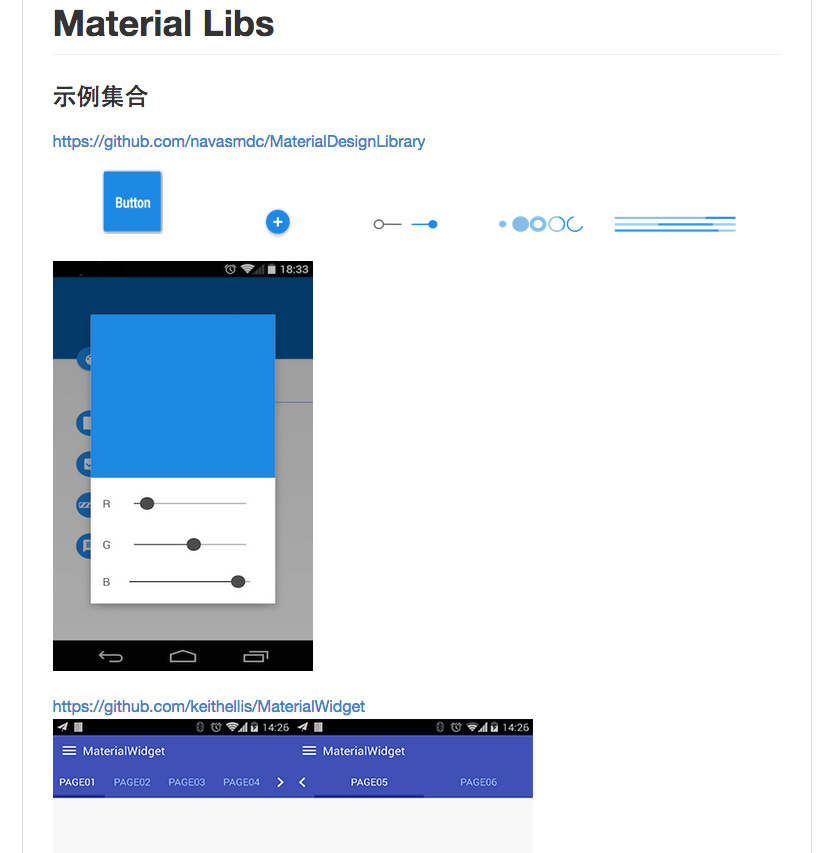 Material Libs
示例集合
https://github.com/navasmdc/MaterialDesignLibrary
Button
18:33
R
G
B
https://github.com/keithellis/MaterialWidget
14:26 14:26
MaterialWidget MaterialWidget
PAGE01 PAGE02 PAGE03 PAGE04 PAGE05 PAGE06